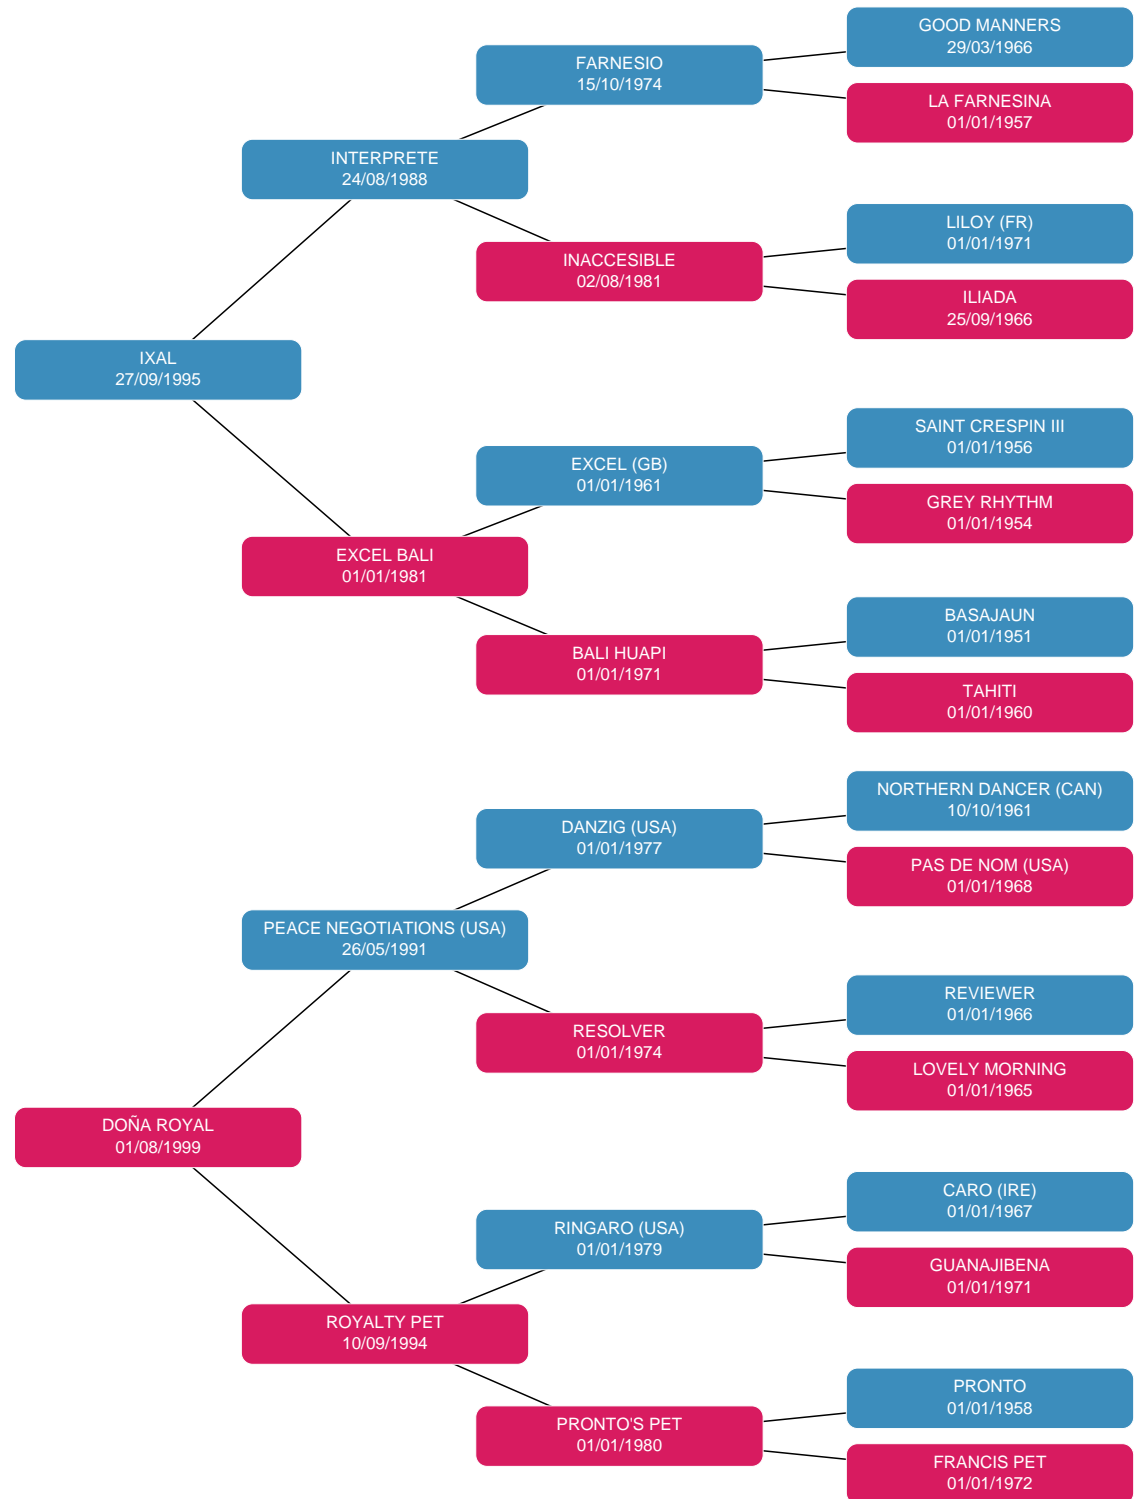 GOOD MANNERS
29/03/1966
FARNESIO
15/10/1974
LA FARNESINA
01/01/1957
INTERPRETE
24/08/1988
LILOY (FR)
01/01/1971
INACCESIBLE
02/08/1981
ILIADA
25/09/1966
IXAL
27/09/1995
SAINT CRESPIN III
01/01/1956
EXCEL (GB)
01/01/1961
GREY RHYTHM
01/01/1954
EXCEL BALI
01/01/1981
BASAJAUN
01/01/1951
BALI HUAPI
01/01/1971
TAHITI
01/01/1960
NORTHERN DANCER (CAN)
10/10/1961
DANZIG (USA)
01/01/1977
PAS DE NOM (USA)
01/01/1968
PEACE NEGOTIATIONS (USA)
26/05/1991
REVIEWER
01/01/1966
RESOLVER
01/01/1974
LOVELY MORNING
01/01/1965
DOÑA ROYAL
01/08/1999
CARO (IRE)
01/01/1967
RINGARO (USA)
01/01/1979
GUANAJIBENA
01/01/1971
ROYALTY PET
10/09/1994
PRONTO
01/01/1958
PRONTO'S PET
01/01/1980
FRANCIS PET
01/01/1972